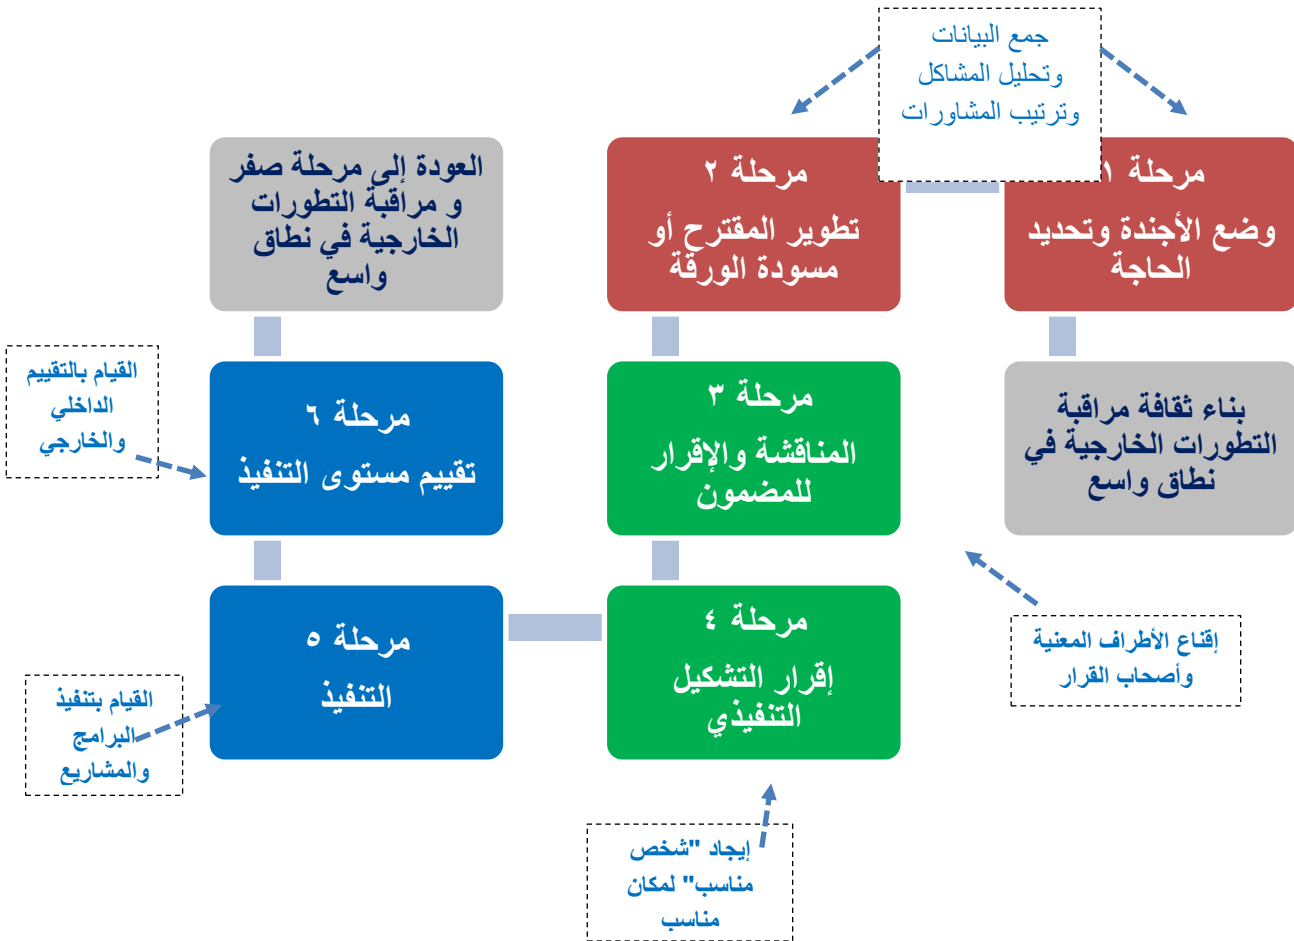 جمع البيانات
وتحليل المشاكل
وترتيب المشاورات
مرحلة ١
وضع الأجندة وتحديد
الحاجة
مرحلة ٢
تطوير المقترح أو
مسودة الورقة
العودة إلى مرحلة صفر
و مراقبة التطورات
الخارجية في نطاق
واسع
بناء ثقافة مراقبة
التطورات الخارجية في
نطاق واسع
مرحلة ٣
المناقشة والإقرار
للمضمون
مرحلة ٦
تقييم مستوى التنفيذ
القيام بالتقييم
الداخلي
والخارجي
إقناع الأطراف المعنية
وأصحاب القرار
مرحلة ٤
إقرار التشكيل
التنفيذي
مرحلة ٥
التنفيذ
القيام بتنفيذ
البرامج
والمشاريع
إيجاد "شخص
مناسب" لمكان
مناسب